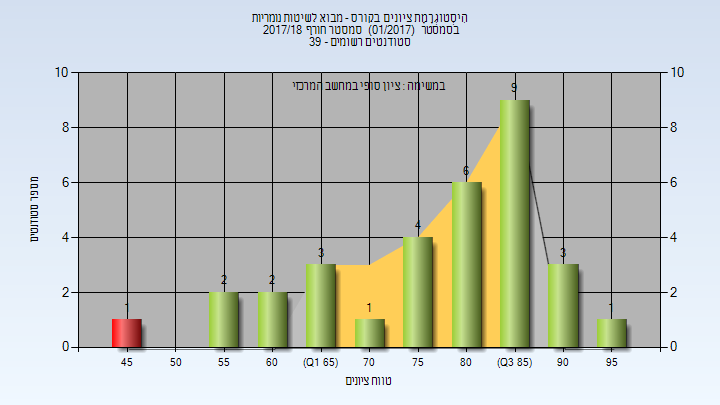 הִיסְטוֹגְרָמַת ציונים בקורס - מבוא לשיטות נומריות
בסמסטר (01/2017) סמסטר חורף 2017/18
סטודנטים רשומים - 39
במשימה : ציון סופי במחשב המרכזי
מספר סטודנטים
10 10
8 8
6 6
4 4
2 2
0 0
1 2 2 3 1 4 6 9 3 1
45 50 55 60 (Q1 65) 70 75 80 (Q3 85) 90 95
טווח ציונים